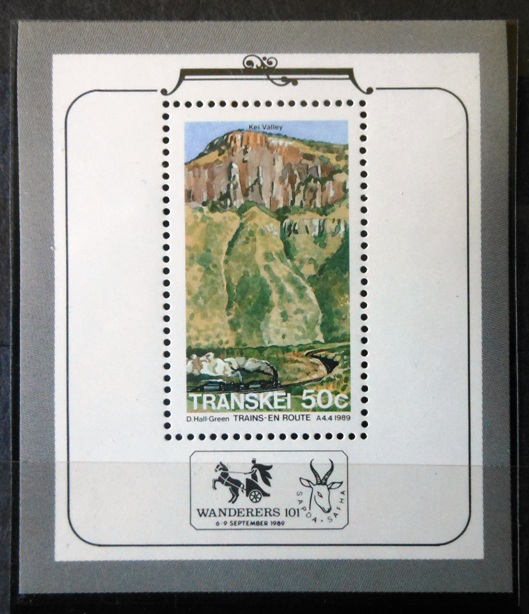 Kei Valley
TRANSKEI 50c
D.Hall-Green TRAINS-EN ROUTE A4.4 1989
WANDERERS 101
6-9 SEPTEMBER 1989
SAPDA • SAFHA